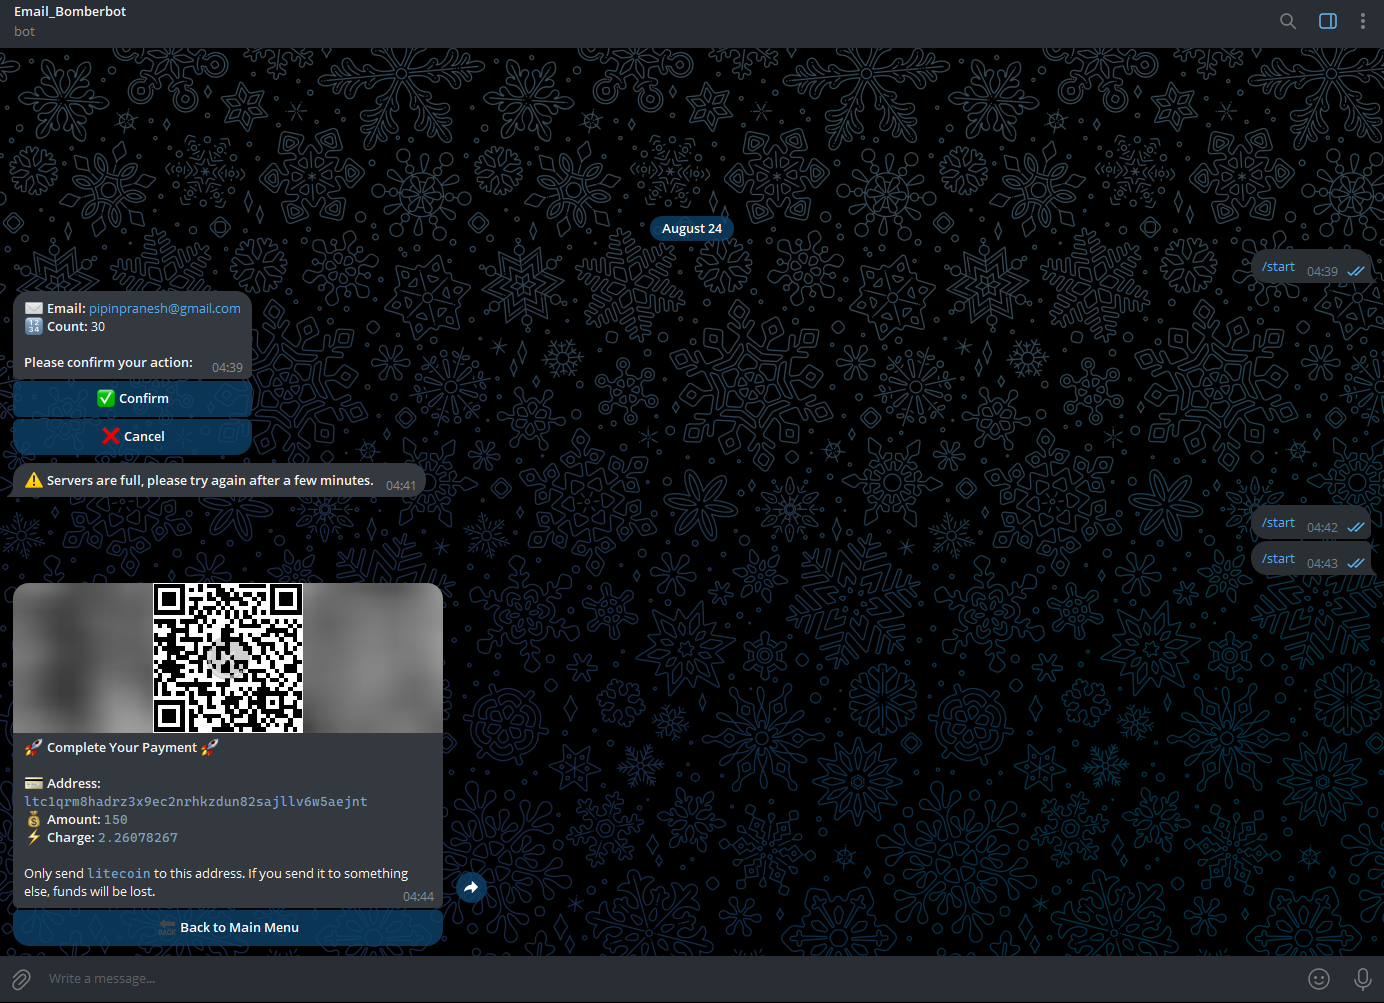 Email_Bomberbot
bot
August 24
/start 04:39
✉️ Email: pipinpranesh@gmail.com
🔢 Count: 30
Please confirm your action: 04:39
✅ Confirm
❌ Cancel
⚠️ Servers are full, please try again after a few minutes. 04:41
/start 04:42
/start 04:43
🚀 Complete Your Payment 🚀
💳 Address:
ltc1qrm8hadrz3x9ec2nrhkzdun82sajllv6w5aejnt
💰 Amount: 150
⚡ Charge: 2.26078267
Only send litecoin to this address. If you send it to something
else, funds will be lost. 04:44
🔙 Back to Main Menu
Write a message...